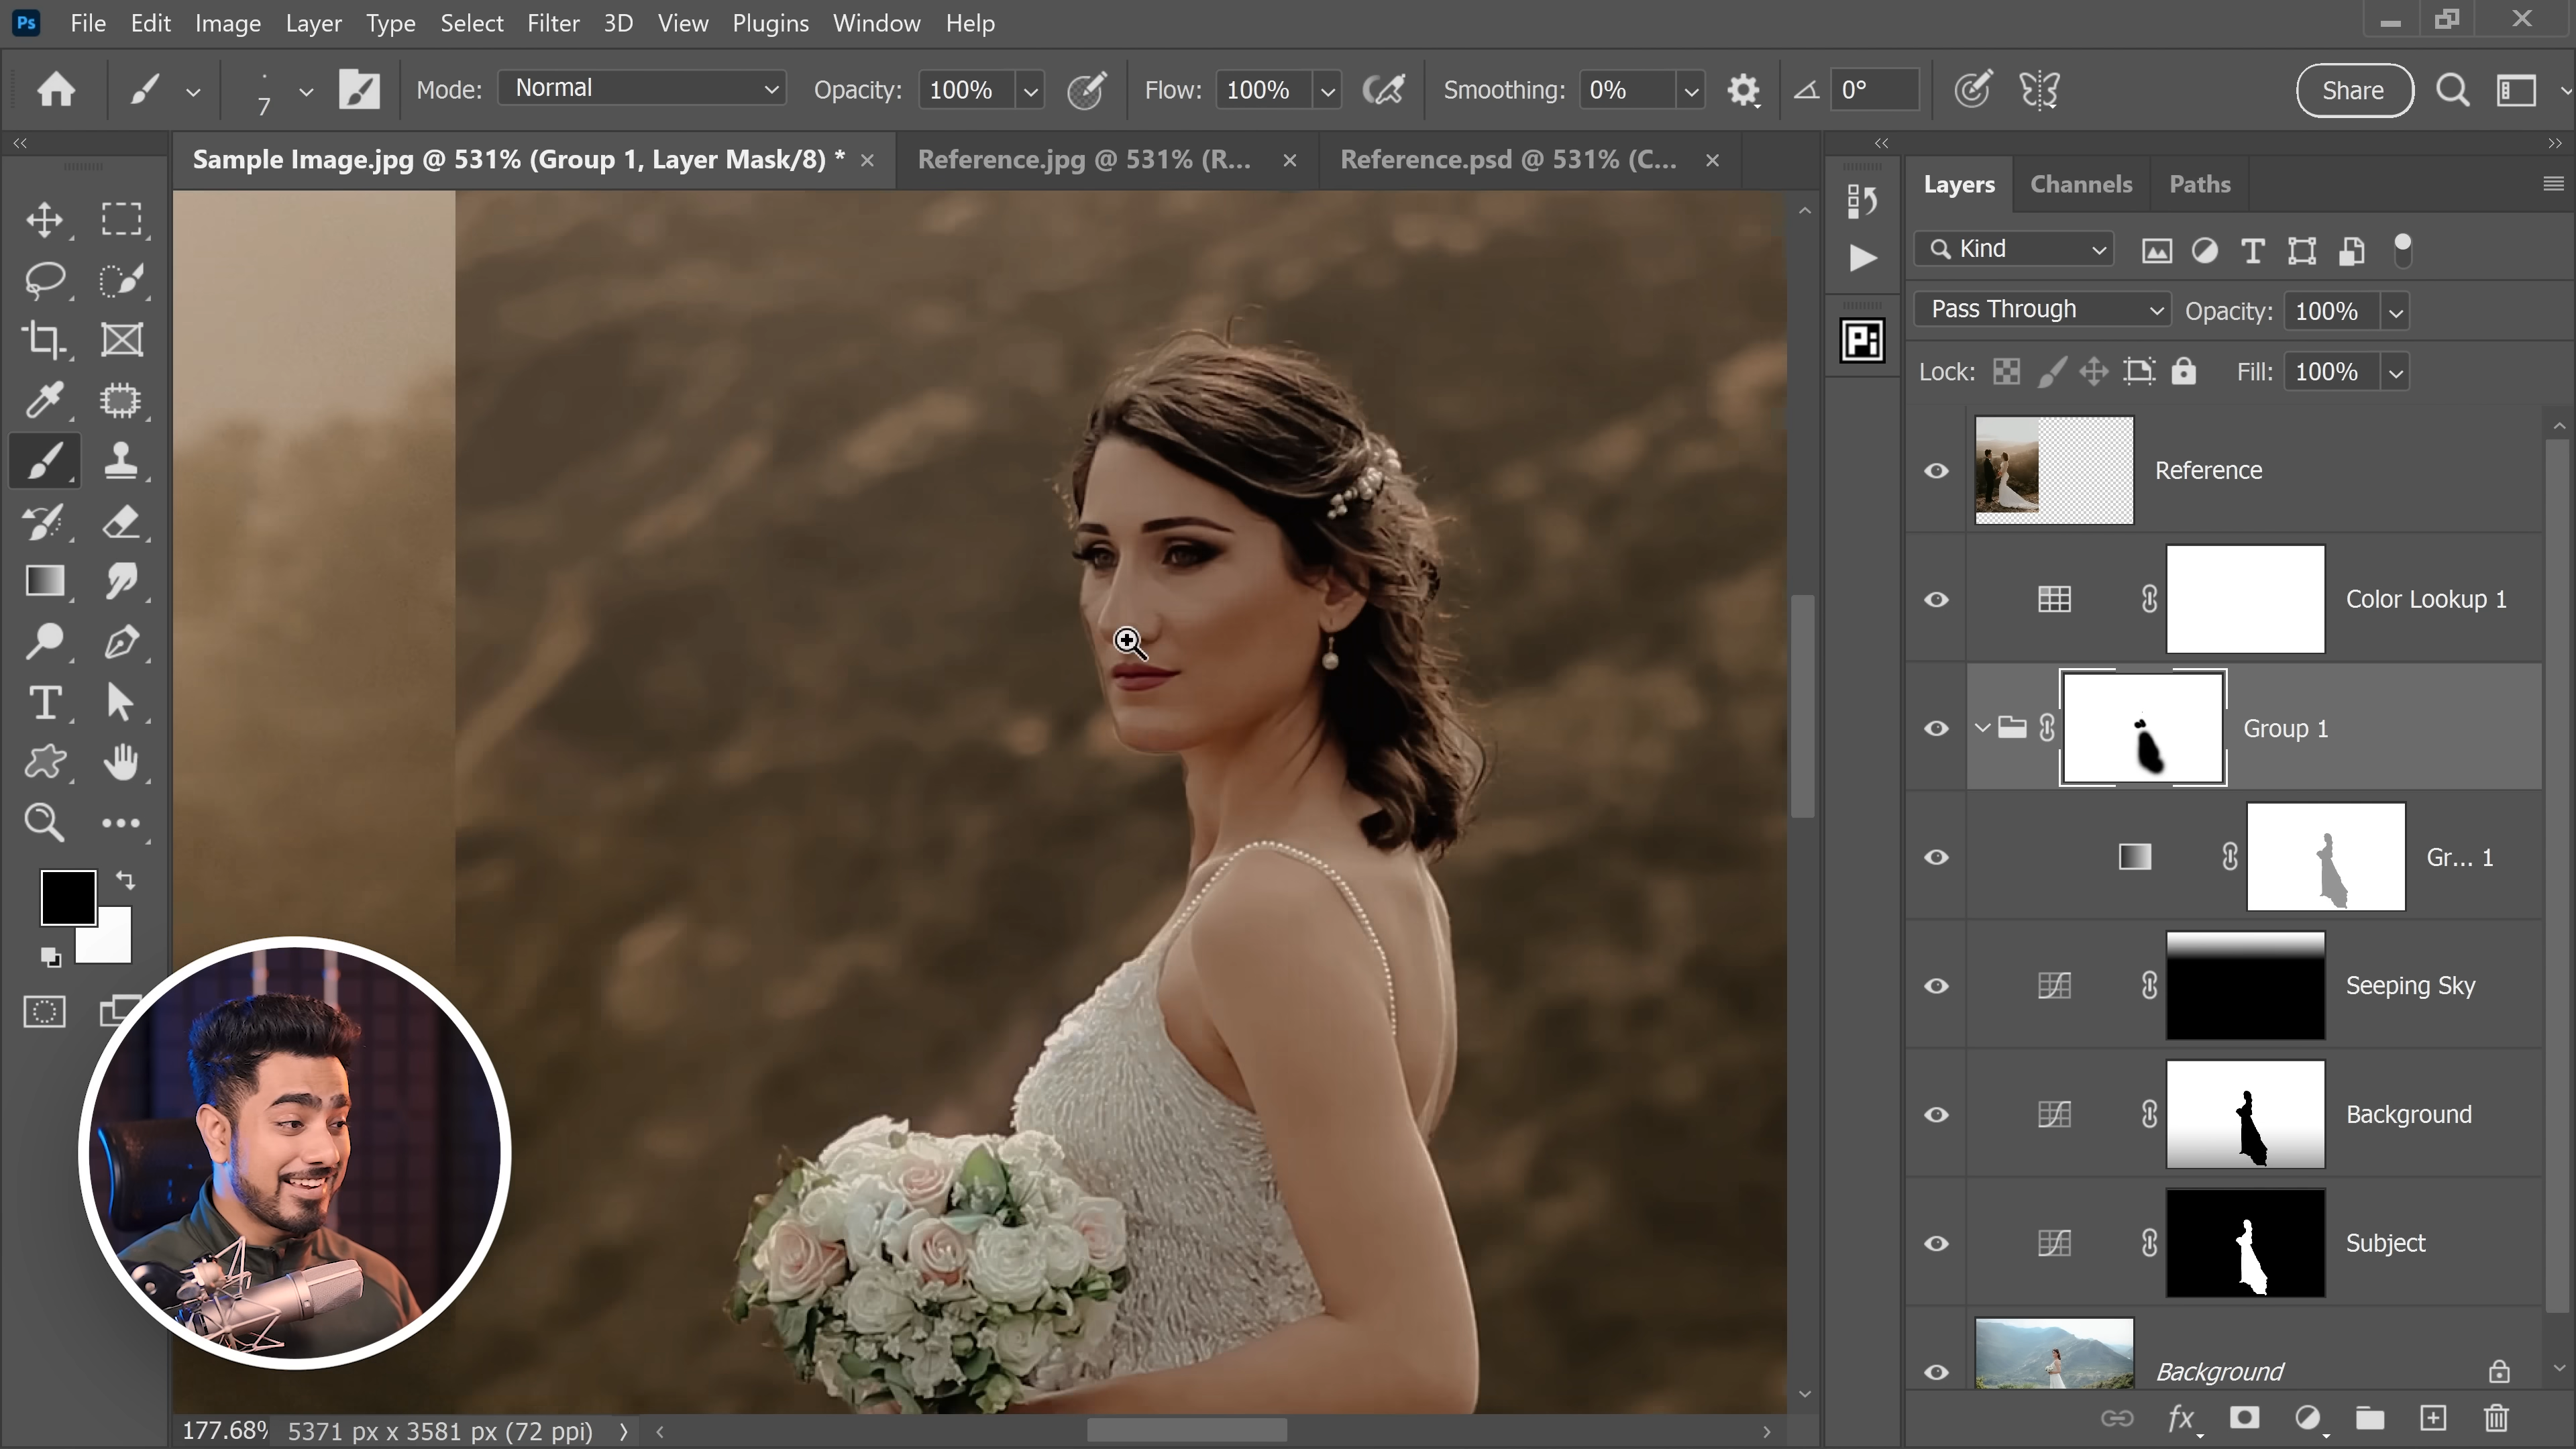 Ps File Edit Image Layer Type Select Filter 3D View Plugins Window Help
7 Mode: Normal Opacity: 100% Flow: 100% Smoothing: 0% 0° Share
Sample Image.jpg @ 531% (Group 1, Layer Mask/8) * Reference.jpg @ 531% (R... Reference.psd @ 531% (C...
Layers Channels Paths
Kind
Pass Through Opacity: 100%
Lock: Fill: 100%
Pi
Reference
Color Lookup 1
Group 1
Gr... 1
Seeping Sky
Background
Subject
Background
177.68% 5371 px x 3581 px (72 ppi)
fx